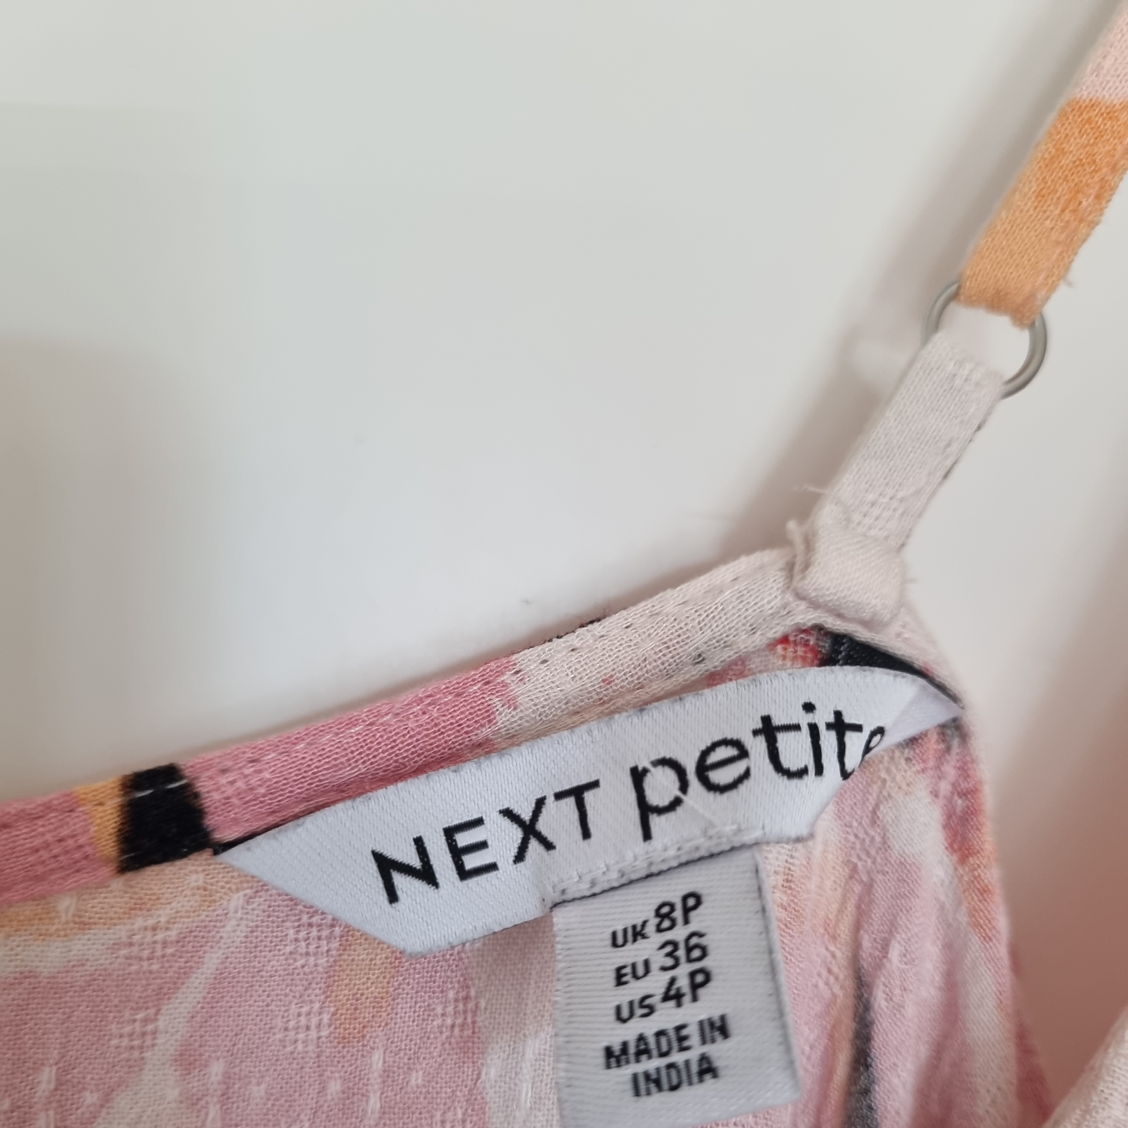 NEXT petite
UK 8P
EU 36
US 4P
MADE IN
INDIA